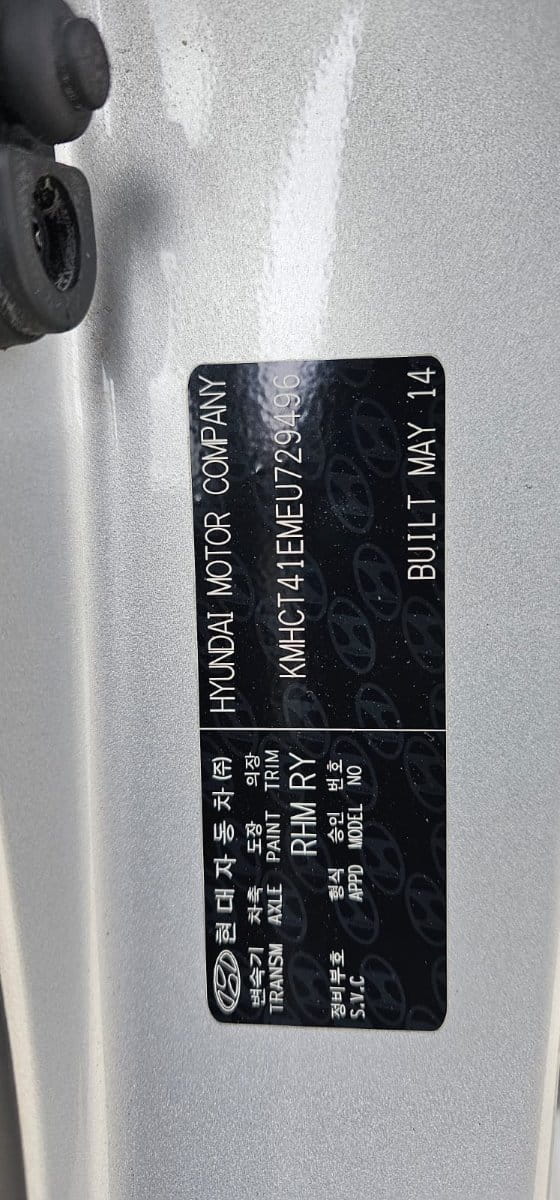 현대자동차(주)
변속기 차축 도장 의장
TRANSM AXLE PAINT TRIM
RHM RY
정비부호 형식 승인 번호
S.V.C APPD MODEL NO
HYUNDAI MOTOR COMPANY
KMHCT41EMEU729496
BUILT MAY 14